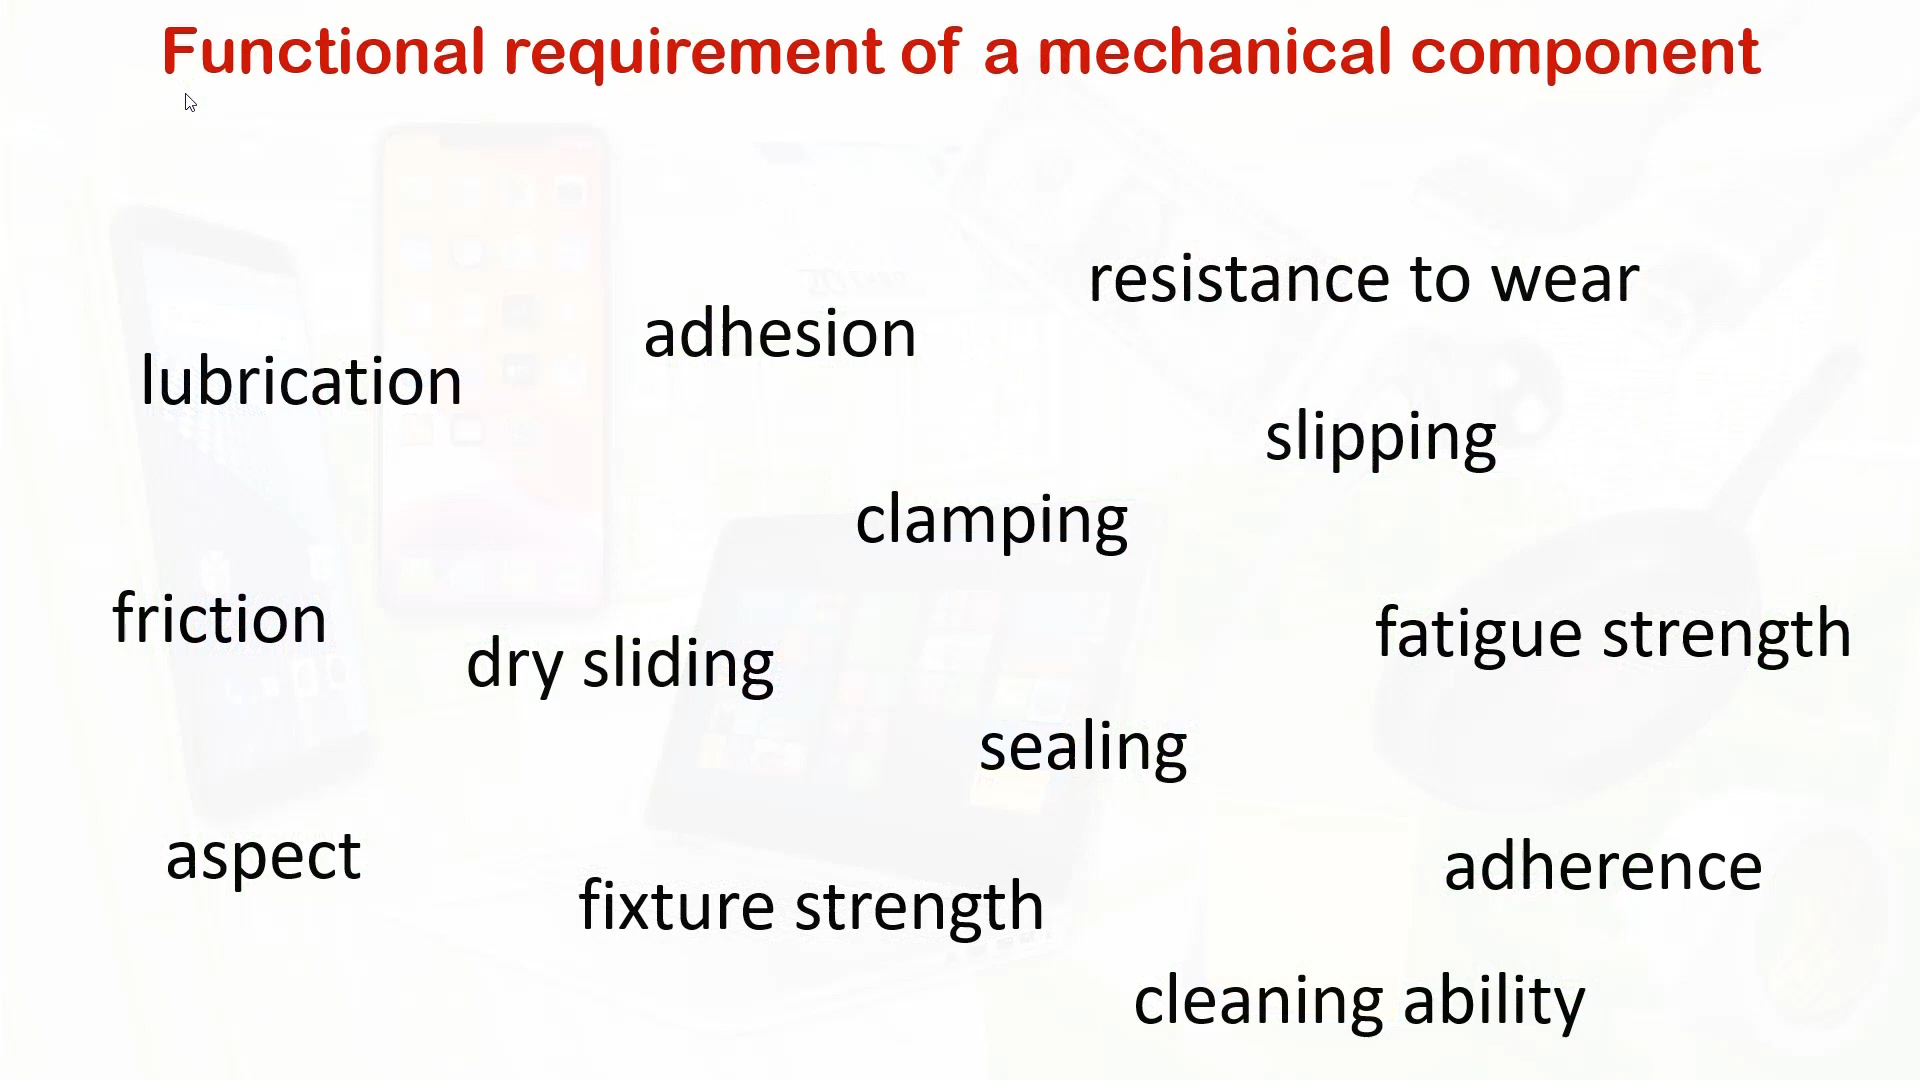 Functional requirement of a mechanical component
resistance to wear
adhesion
lubrication
slipping
clamping
friction
fatigue strength
dry sliding
sealing
aspect
adherence
fixture strength
cleaning ability